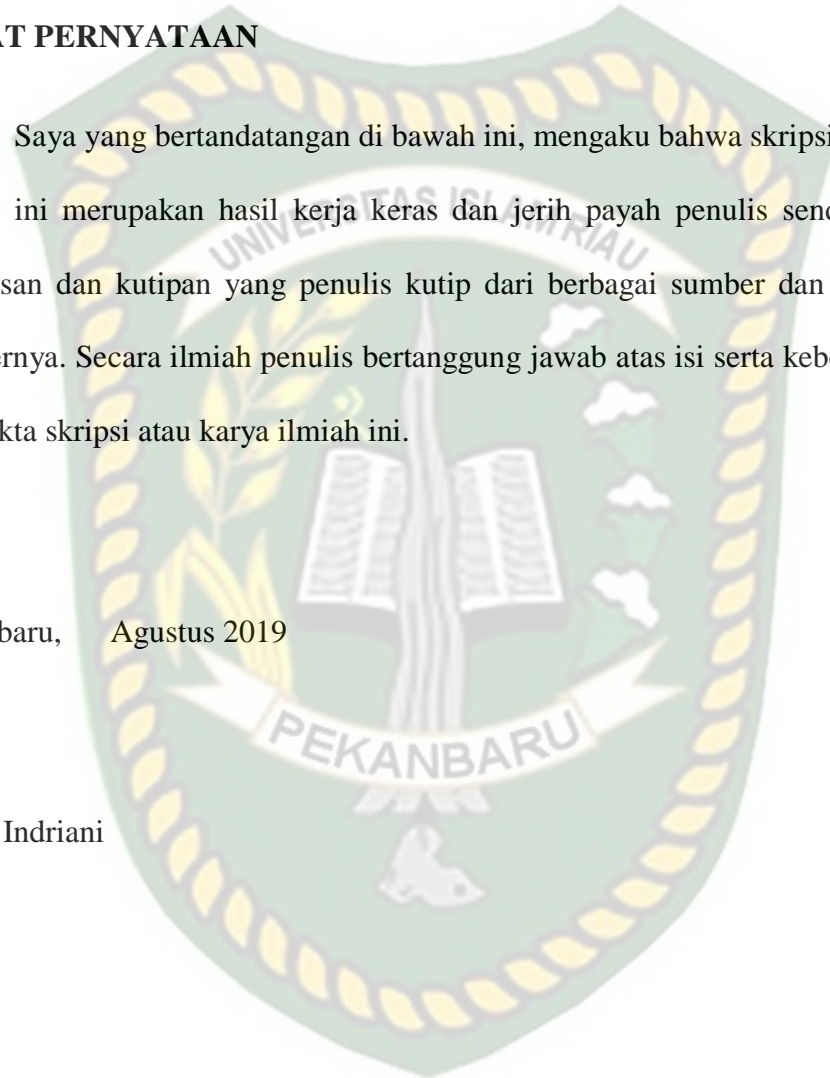 AT PERNYATAAN
Saya yang bertandatangan di bawah ini, mengaku bahwa skripsi
ini merupakan hasil kerja keras dan jerih payah penulis send
UNIVERSITAS ISLAM RIAU
san dan kutipan yang penulis kutip dari berbagai sumber dan
ernya. Secara ilmiah penulis bertanggung jawab atas isi serta keb
kta skripsi atau karya ilmiah ini.
baru, Agustus 2019
PEKANBARU
Indriani